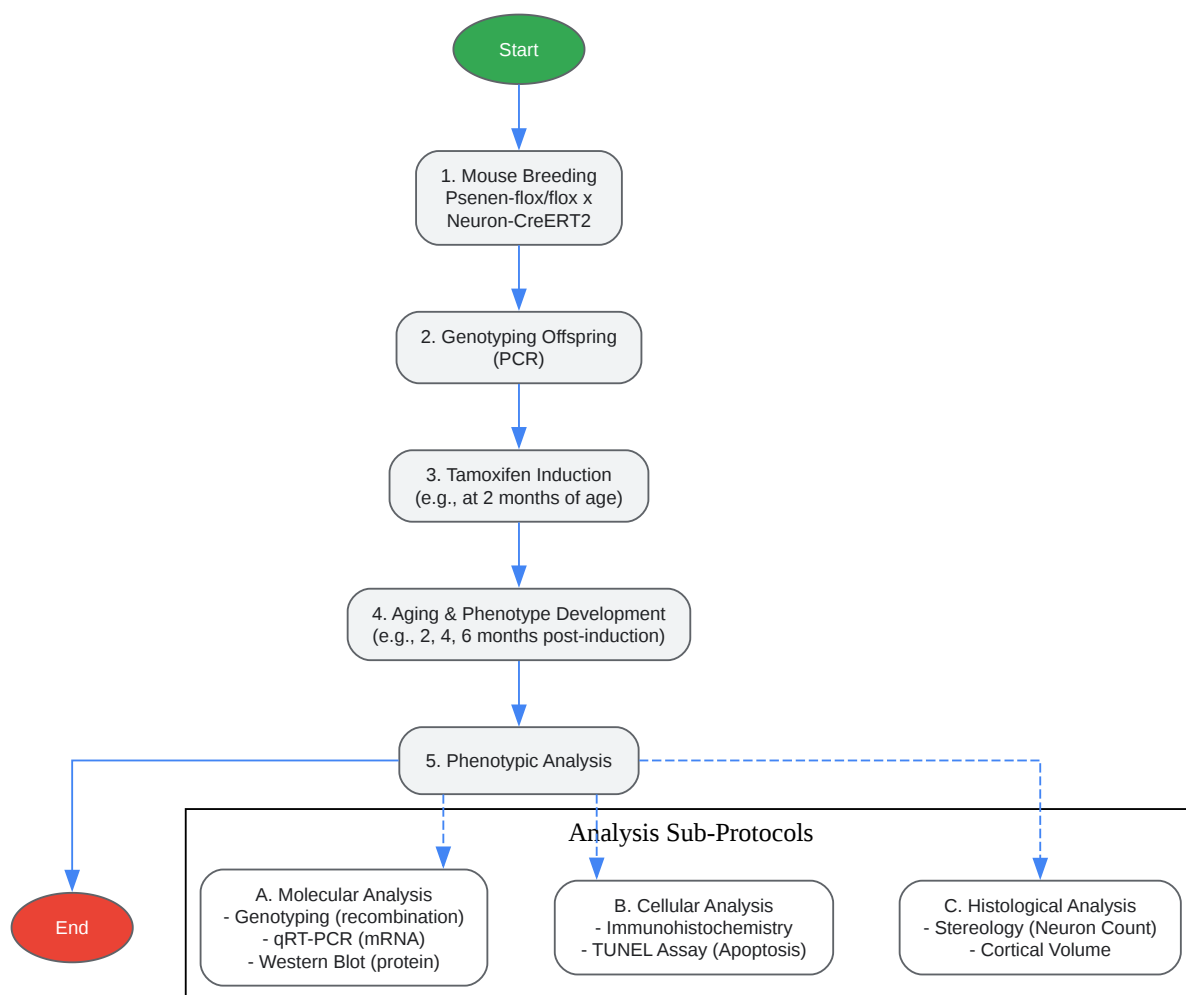 Start
1. Mouse Breeding
Psenen-flox/flox x
Neuron-CreERT2
2. Genotyping Offspring
(PCR)
3. Tamoxifen Induction
(e.g., at 2 months of age)
4. Aging & Phenotype Development
(e.g., 2, 4, 6 months post-induction)
5. Phenotypic Analysis
Analysis Sub-Protocols
End
A. Molecular Analysis
- Genotyping (recombination)
- qRT-PCR (mRNA)
- Western Blot (protein)
B. Cellular Analysis
- Immunohistochemistry
- TUNEL Assay (Apoptosis)
C. Histological Analysis
- Stereology (Neuron Count)
- Cortical Volume